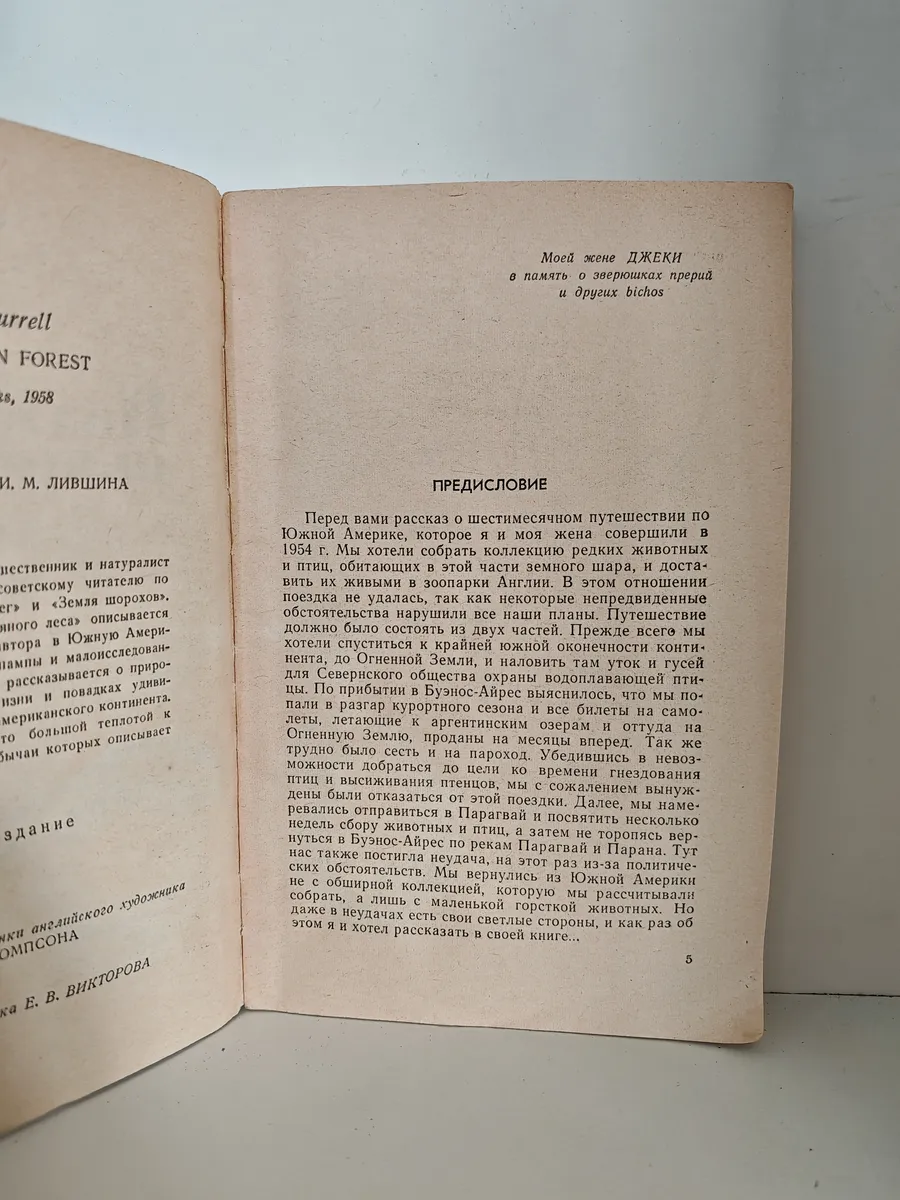 urrell
N FOREST
ks, 1958
И. М. ЛИВШИНА
шественник и натуралист
советскому читателю по
ег» и «Земля шорохов».
нного леса» описывается
автора в Южную Амери-
пампы и малоисследован-
рассказывается о приро-
изни и повадках удиви-
американского континента.
то большой теплотой к
бычаи которых описывает
здание
нки английского художника
ОМПСОНА
ка Е. В. ВИКТОРОВА
Моей жене ДЖЕКИ
в память о зверюшках прерий
и других bichos
ПРЕДИСЛОВИЕ
Перед вами рассказ о шестимесячном путешествии по
Южной Америке, которое я и моя жена совершили в
1954 г. Мы хотели собрать коллекцию редких животных
и птиц, обитающих в этой части земного шара, и доста-
вить их живыми в зоопарки Англии. В этом отношении
поездка не удалась, так как некоторые непредвиденные
обстоятельства нарушили все наши планы. Путешествие
должно было состоять из двух частей. Прежде всего мы
хотели спуститься к крайней южной оконечности конти-
нента, до Огненной Земли, и наловить там уток и гусей
для Севернского общества охраны водоплавающей пти-
цы. По прибытии в Буэнос-Айрес выяснилось, что мы по-
пали в разгар курортного сезона и все билеты на само-
леты, летающие к аргентинским озерам и оттуда на
Огненную Землю, проданы на месяцы вперед. Так же
трудно было сесть и на пароход. Убедившись в невоз-
можности добраться до цели ко времени гнездования
птиц и высиживания птенцов, мы с сожалением вынуж-
дены были отказаться от этой поездки. Далее, мы наме-
ревались отправиться в Парагвай и посвятить несколько
недель сбору животных и птиц, а затем не торопясь вер-
нуться в Буэнос-Айрес по рекам Парагвай и Парана. Тут
нас также постигла неудача, на этот раз из-за политиче-
ских обстоятельств. Мы вернулись из Южной Америки
не с обширной коллекцией, которую мы рассчитывали
собрать, а лишь с маленькой горсткой животных. Но
даже в неудачах есть свои светлые стороны, и как раз об
этом я и хотел рассказать в своей книге...
5